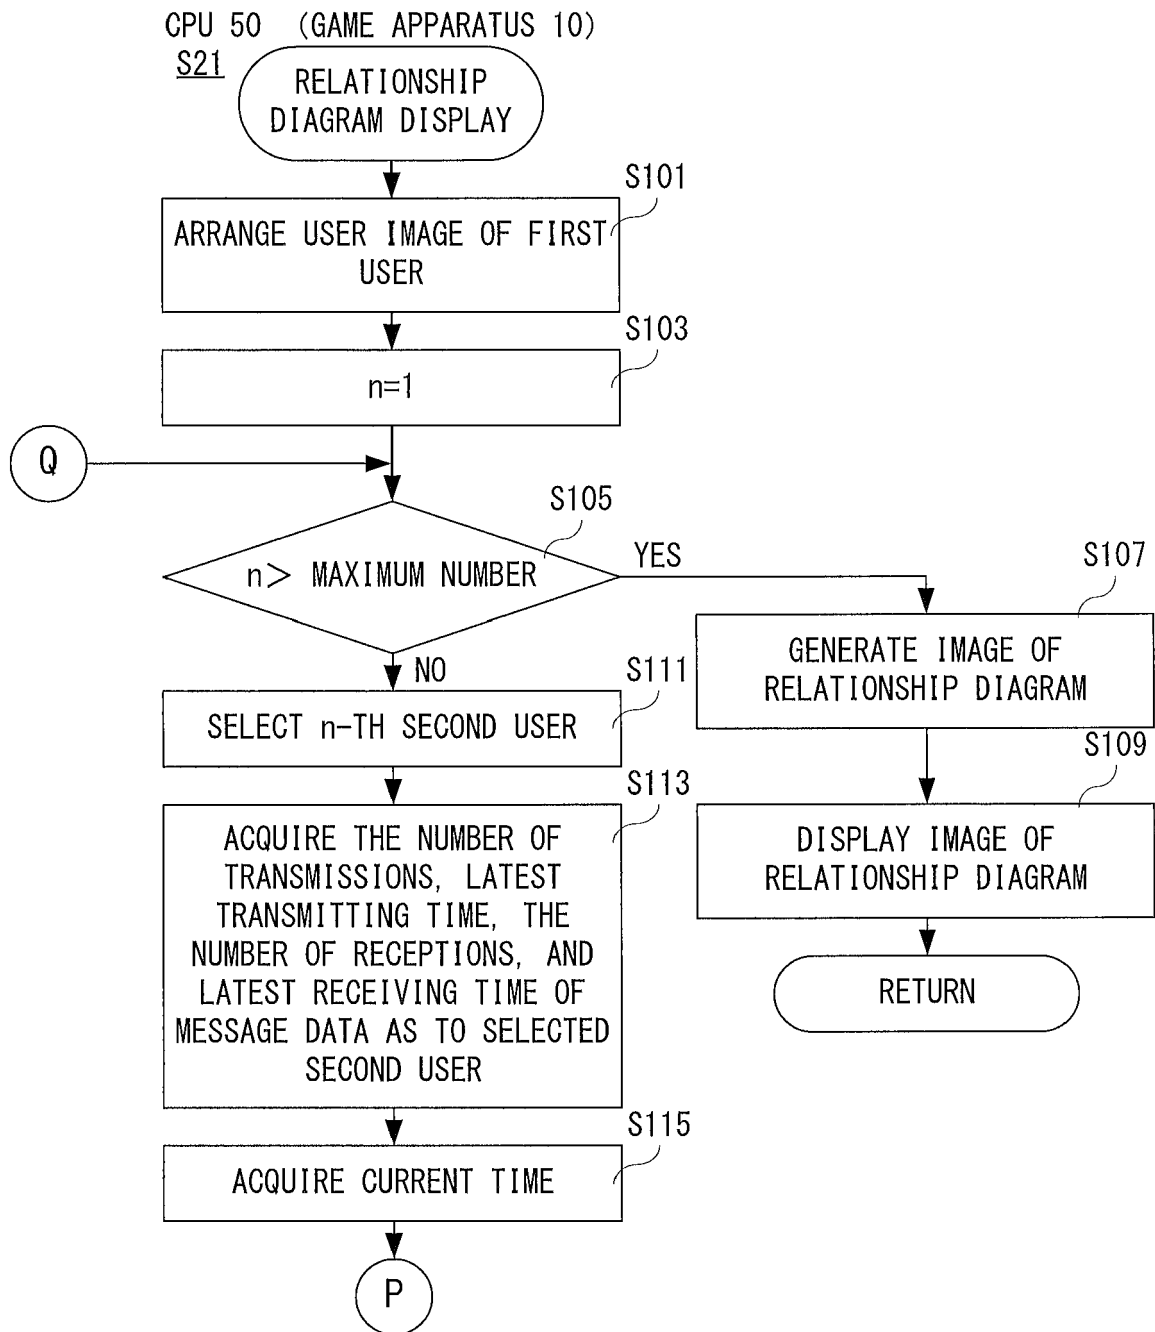 CPU 50 (GAME APPARATUS 10)
S21
RELATIONSHIP
DIAGRAM DISPLAY
S101
ARRANGE USER IMAGE OF FIRST
USER
S103
n=1
Q
S105
n> MAXIMUM NUMBER
YES
NO
S107
GENERATE IMAGE OF
RELATIONSHIP DIAGRAM
S109
DISPLAY IMAGE OF
RELATIONSHIP DIAGRAM
RETURN
S111
SELECT n-TH SECOND USER
S113
ACQUIRE THE NUMBER OF
TRANSMISSIONS, LATEST
TRANSMITTING TIME, THE
NUMBER OF RECEPTIONS, AND
LATEST RECEIVING TIME OF
MESSAGE DATA AS TO SELECTED
SECOND USER
S115
ACQUIRE CURRENT TIME
P